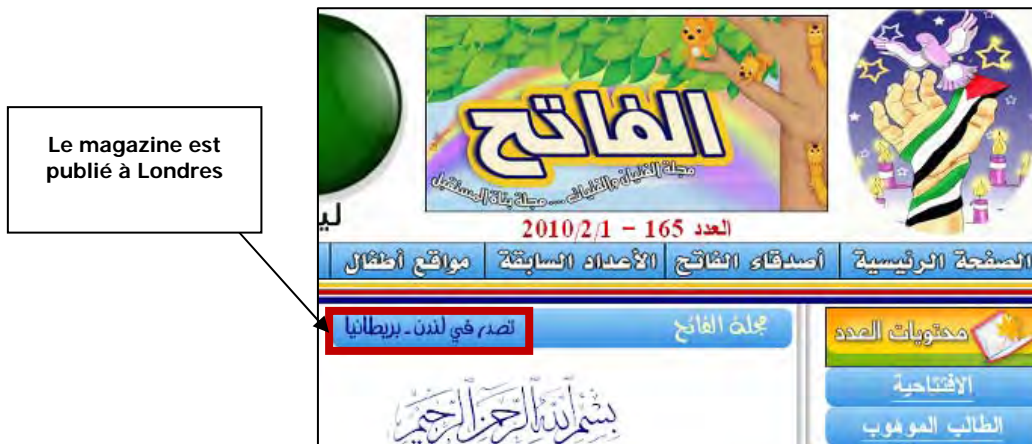 Le magazine est
publié à Londres
الفاتح
مجلة الفتيان والفتيات ... مجلة بناة المستقبل
العدد 165 – 2010/2/1
الصفحة الرئيسية أصدقاء الفاتح الأعداد السابقة مواقع أطفال
مجلة الفاتح تصدر في لندن - بريطانيا
محتويات العدد
الافتتاحية
بسم الله الرحمن الرحيم
الطالب الموهوب